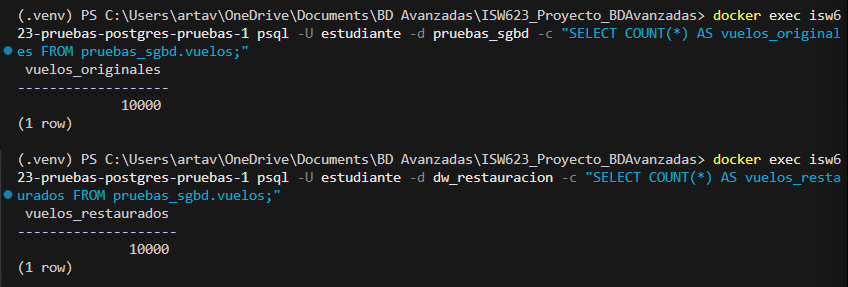 (.venv) PS C:\Users\artav\OneDrive\Documents\BD Avanzadas\ISW623_Proyecto_BDAvanzadas> docker exec isw6
23-pruebas-postgres-pruebas-1 psql -U estudiante -d pruebas_sgbd -c "SELECT COUNT(*) AS vuelos_original
es FROM pruebas_sgbd.vuelos;"
vuelos_originales
-------------------
10000
(1 row)
(.venv) PS C:\Users\artav\OneDrive\Documents\BD Avanzadas\ISW623_Proyecto_BDAvanzadas> docker exec isw6
23-pruebas-postgres-pruebas-1 psql -U estudiante -d dw_restauracion -c "SELECT COUNT(*) AS vuelos_resta
urados FROM pruebas_sgbd.vuelos;"
vuelos_restaurados
--------------------
10000
(1 row)